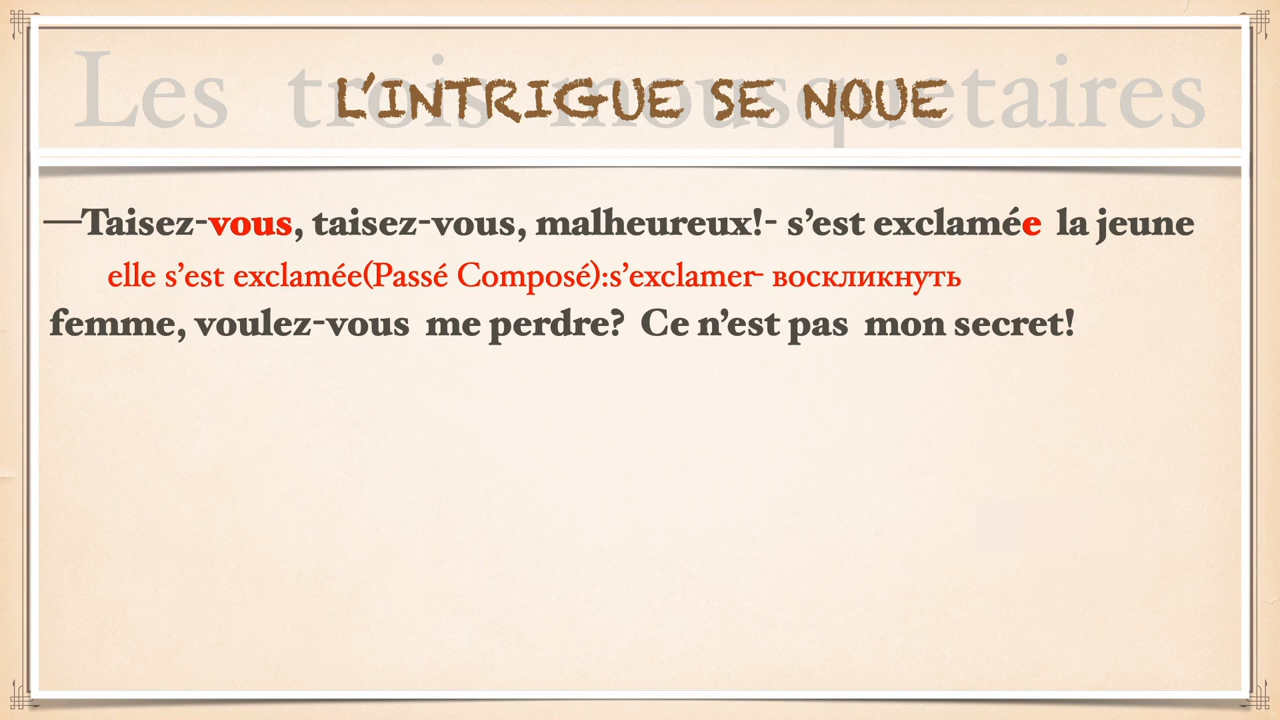 Les trois mousquetaires
L'INTRIGUE SE NOUE
—Taisez-vous, taisez-vous, malheureux!- s'est exclamée la jeune
elle s'est exclamée(Passé Composé):s'exclamer- воскликнуть
femme, voulez-vous me perdre? Ce n'est pas mon secret!